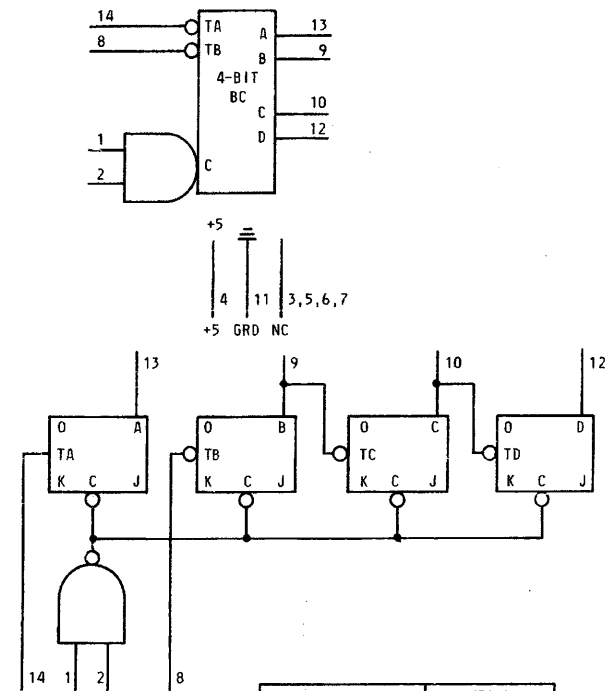 14 TA A 13
8 TB B 9
4-BIT
BC
C 10
D 12
1
2 C
+5
4 11 3,5,6,7
+5 GRD NC
13 9 10 12
O A O B O C O D
TA TB TC TD
K C J K C J K C J K C J
14 1 2 8